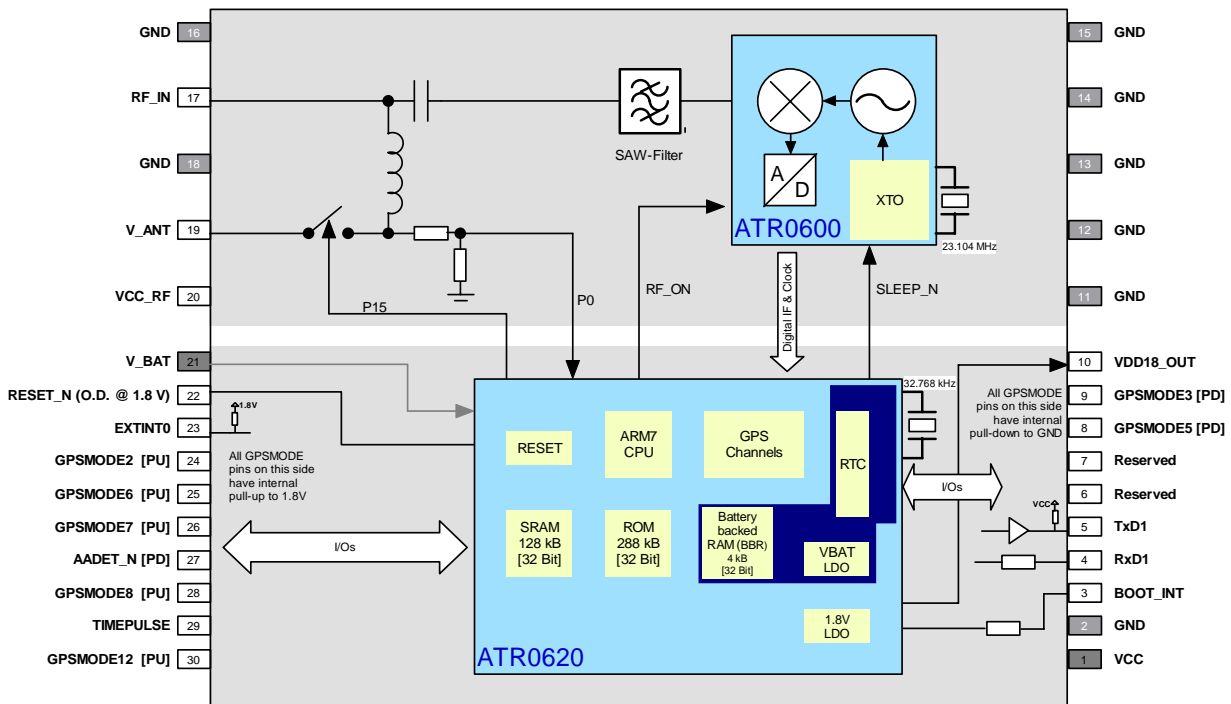 GND 16
RF_IN 17
GND 18
V_ANT 19
VCC_RF 20
V_BAT 21
RESET_N (O.D. @ 1.8 V) 22
EXTINT0 23
GPSMODE2 [PU] 24
GPSMODE6 [PU] 25
GPSMODE7 [PU] 26
AADET_N [PD] 27
GPSMODE8 [PU] 28
TIMEPULSE 29
GPSMODE12 [PU] 30
1.8V
All GPSMODE
pins on this side
have internal
pull-up to 1.8V
I/Os
P15
P0
RF_ON
SAW-Filter
A
D
XTO
ATR0600
23.104 MHz
Digital IF & Clock
SLEEP_N
32.768 kHz
RESET
ARM7
CPU
GPS
Channels
RTC
SRAM
128 kB
[32 Bit]
ROM
288 kB
[32 Bit]
Battery
backed
RAM (BBR)
4 kB
[32 Bit]
VBAT
LDO
1.8V
LDO
ATR0620
All GPSMODE
pins on this side
have internal
pull-down to GND
I/Os
VCC
15 GND
14 GND
13 GND
12 GND
11 GND
10 VDD18_OUT
9 GPSMODE3 [PD]
8 GPSMODE5 [PD]
7 Reserved
6 Reserved
5 TxD1
4 RxD1
3 BOOT_INT
2 GND
1 VCC